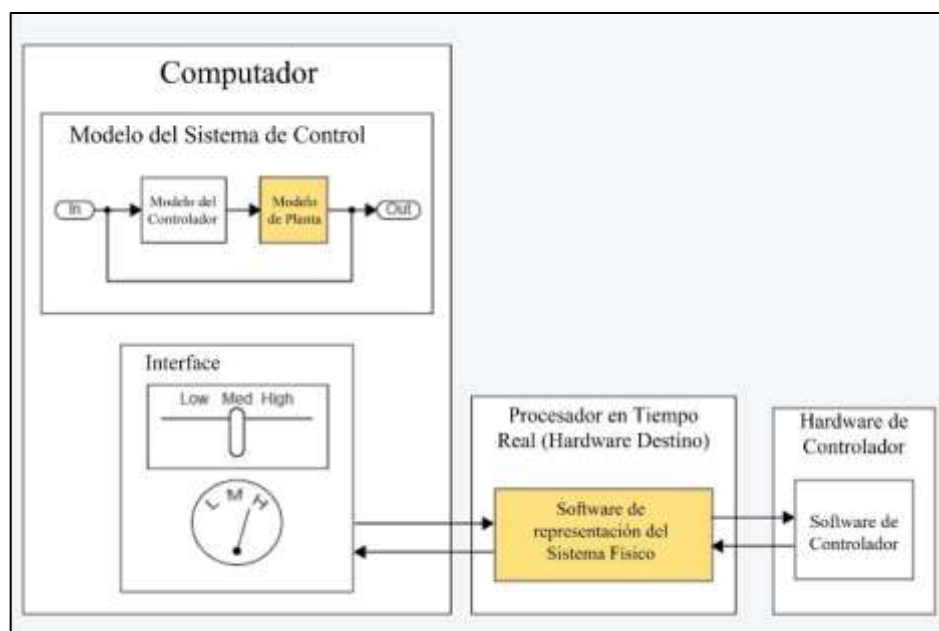 Computador
Modelo del Sistema de Control
In
Modelo del
Controlador
Modelo
de Planta
Out
Interface
Low Med High
L M H
Procesador en Tiempo
Real (Hardware Destino)
Software de
representación del
Sistema Físico
Hardware de
Controlador
Software de
Controlador